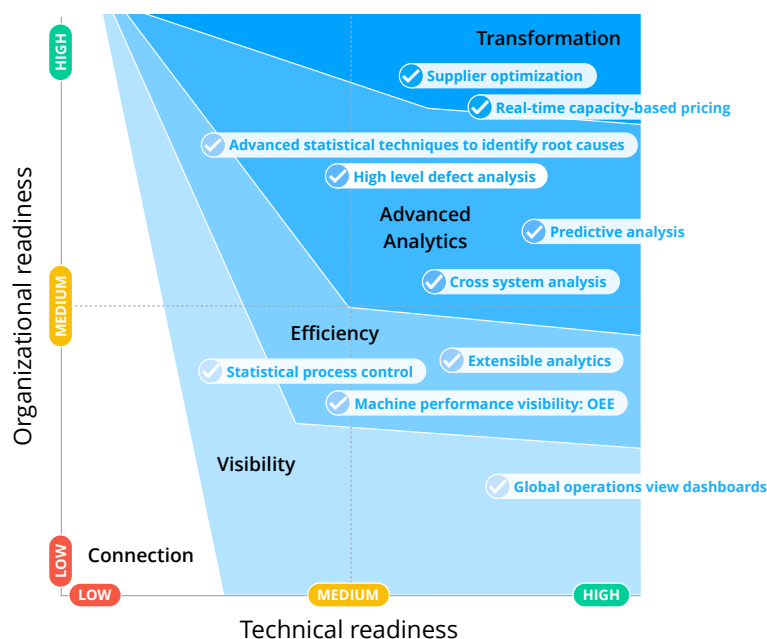 Transformation
HIGH
Supplier optimization
Real-time capacity-based pricing
Advanced statistical techniques to identify root causes
High level defect analysis
Advanced
Analytics
Predictive analysis
Cross system analysis
Organizational readiness
MEDIUM
Efficiency
Extensible analytics
Statistical process control
Machine performance visibility: OEE
Visibility
Global operations view dashboards
Connection
LOW
LOW
MEDIUM
HIGH
Technical readiness